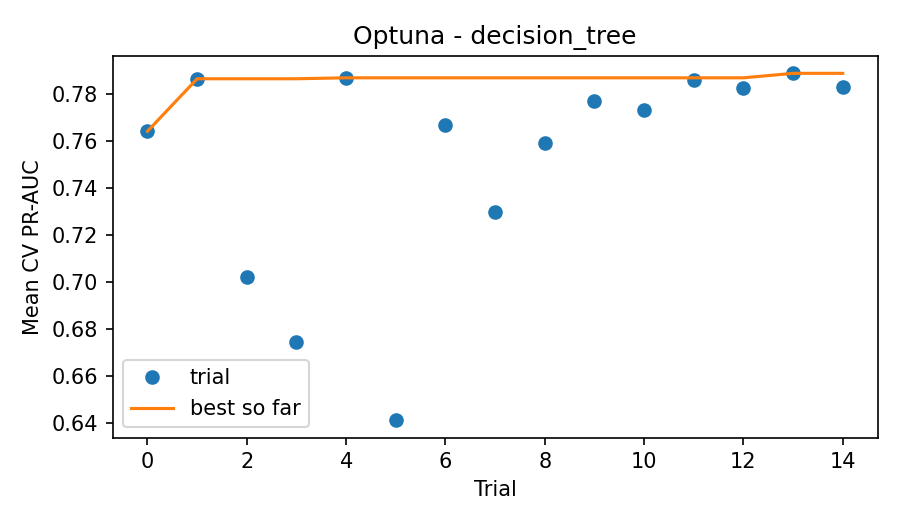 Optuna - decision_tree
Mean CV PR-AUC
0.78
0.76
0.74
0.72
0.70
0.68
0.66
0.64
trial
best so far
0 2 4 6 8 10 12 14
Trial